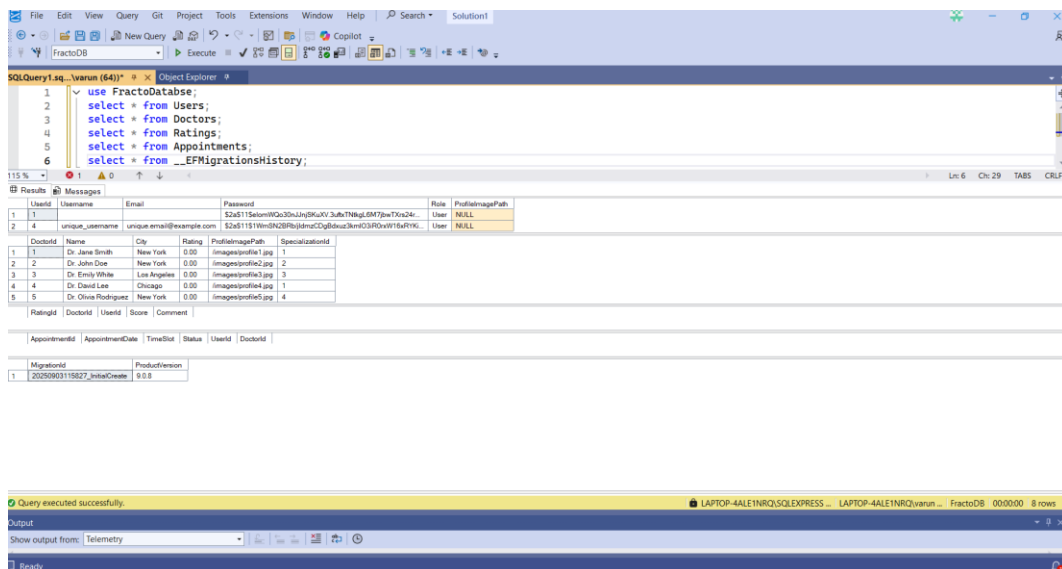 File Edit View Query Git Project Tools Extensions Window Help Search Solution1
New Query Copilot
FractoDB Execute
SQLQuery1.sq...\varun (64))* Object Explorer
1 use FractoDatabse;
2 select * from Users;
3 select * from Doctors;
4 select * from Ratings;
5 select * from Appointments;
6 select * from __EFMigrationsHistory;
115 % 1 0 Ln: 6 Ch: 29 TABS CRLF
Results Messages
UserId Username Email Password Role ProfileImagePath
1 1 User NULL
2 4 unique_username unique.email@example.com User NULL
DoctorId Name City Rating ProfileImagePath SpecializationId
1 1 Dr. Jane Smith New York 0.00 /images/profile1.jpg 1
2 2 Dr. John Doe New York 0.00 /images/profile2.jpg 2
3 3 Dr. Emily White Los Angeles 0.00 /images/profile3.jpg 3
4 4 Dr. David Lee Chicago 0.00 /images/profile4.jpg 1
5 5 Dr. Olivia Rodriguez New York 0.00 /images/profile5.jpg 4
RatingId DoctorId UserId Score Comment
AppointmentId AppointmentDate TimeSlot Status UserId DoctorId
MigrationId ProductVersion
1 20250903115827_InitialCreate 9.0.8
Query executed successfully. LAPTOP-4ALE1NRQ\SQLEXPRESS ... LAPTOP-4ALE1NRQ\varun ... FractoDB 00:00:00 8 rows
Output
Show output from: Telemetry
Ready